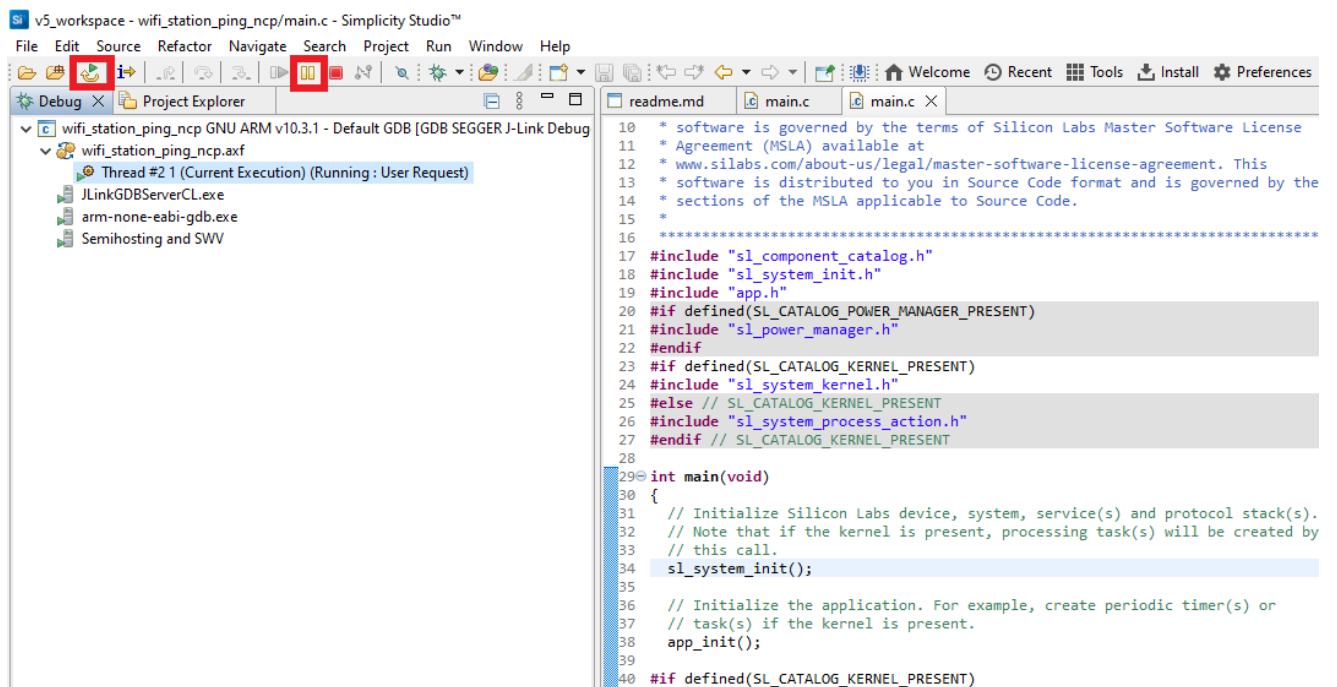 Si v5_workspace - wifi_station_ping_ncp/main.c - Simplicity Studio™
File Edit Source Refactor Navigate Search Project Run Window Help
Welcome Recent Tools Install Preferences
Debug Project Explorer
wifi_station_ping_ncp GNU ARM v10.3.1 - Default GDB [GDB SEGGER J-Link Debug
wifi_station_ping_ncp.axf
Thread #2 1 (Current Execution) (Running : User Request)
JLinkGDBServerCL.exe
arm-none-eabi-gdb.exe
Semihosting and SWV
readme.md main.c main.c
10 * software is governed by the terms of Silicon Labs Master Software License
11 * Agreement (MSLA) available at
12 * www.silabs.com/about-us/legal/master-software-license-agreement. This
13 * software is distributed to you in Source Code format and is governed by the
14 * sections of the MSLA applicable to Source Code.
15 *
16 ******************************************************************************
17 #include "sl_component_catalog.h"
18 #include "sl_system_init.h"
19 #include "app.h"
20 #if defined(SL_CATALOG_POWER_MANAGER_PRESENT)
21 #include "sl_power_manager.h"
22 #endif
23 #if defined(SL_CATALOG_KERNEL_PRESENT)
24 #include "sl_system_kernel.h"
25 #else // SL_CATALOG_KERNEL_PRESENT
26 #include "sl_system_process_action.h"
27 #endif // SL_CATALOG_KERNEL_PRESENT
28
29 int main(void)
30 {
31 // Initialize Silicon Labs device, system, service(s) and protocol stack(s).
32 // Note that if the kernel is present, processing task(s) will be created by
33 // this call.
34 sl_system_init();
35
36 // Initialize the application. For example, create periodic timer(s) or
37 // task(s) if the kernel is present.
38 app_init();
39
40 #if defined(SL_CATALOG_KERNEL_PRESENT)